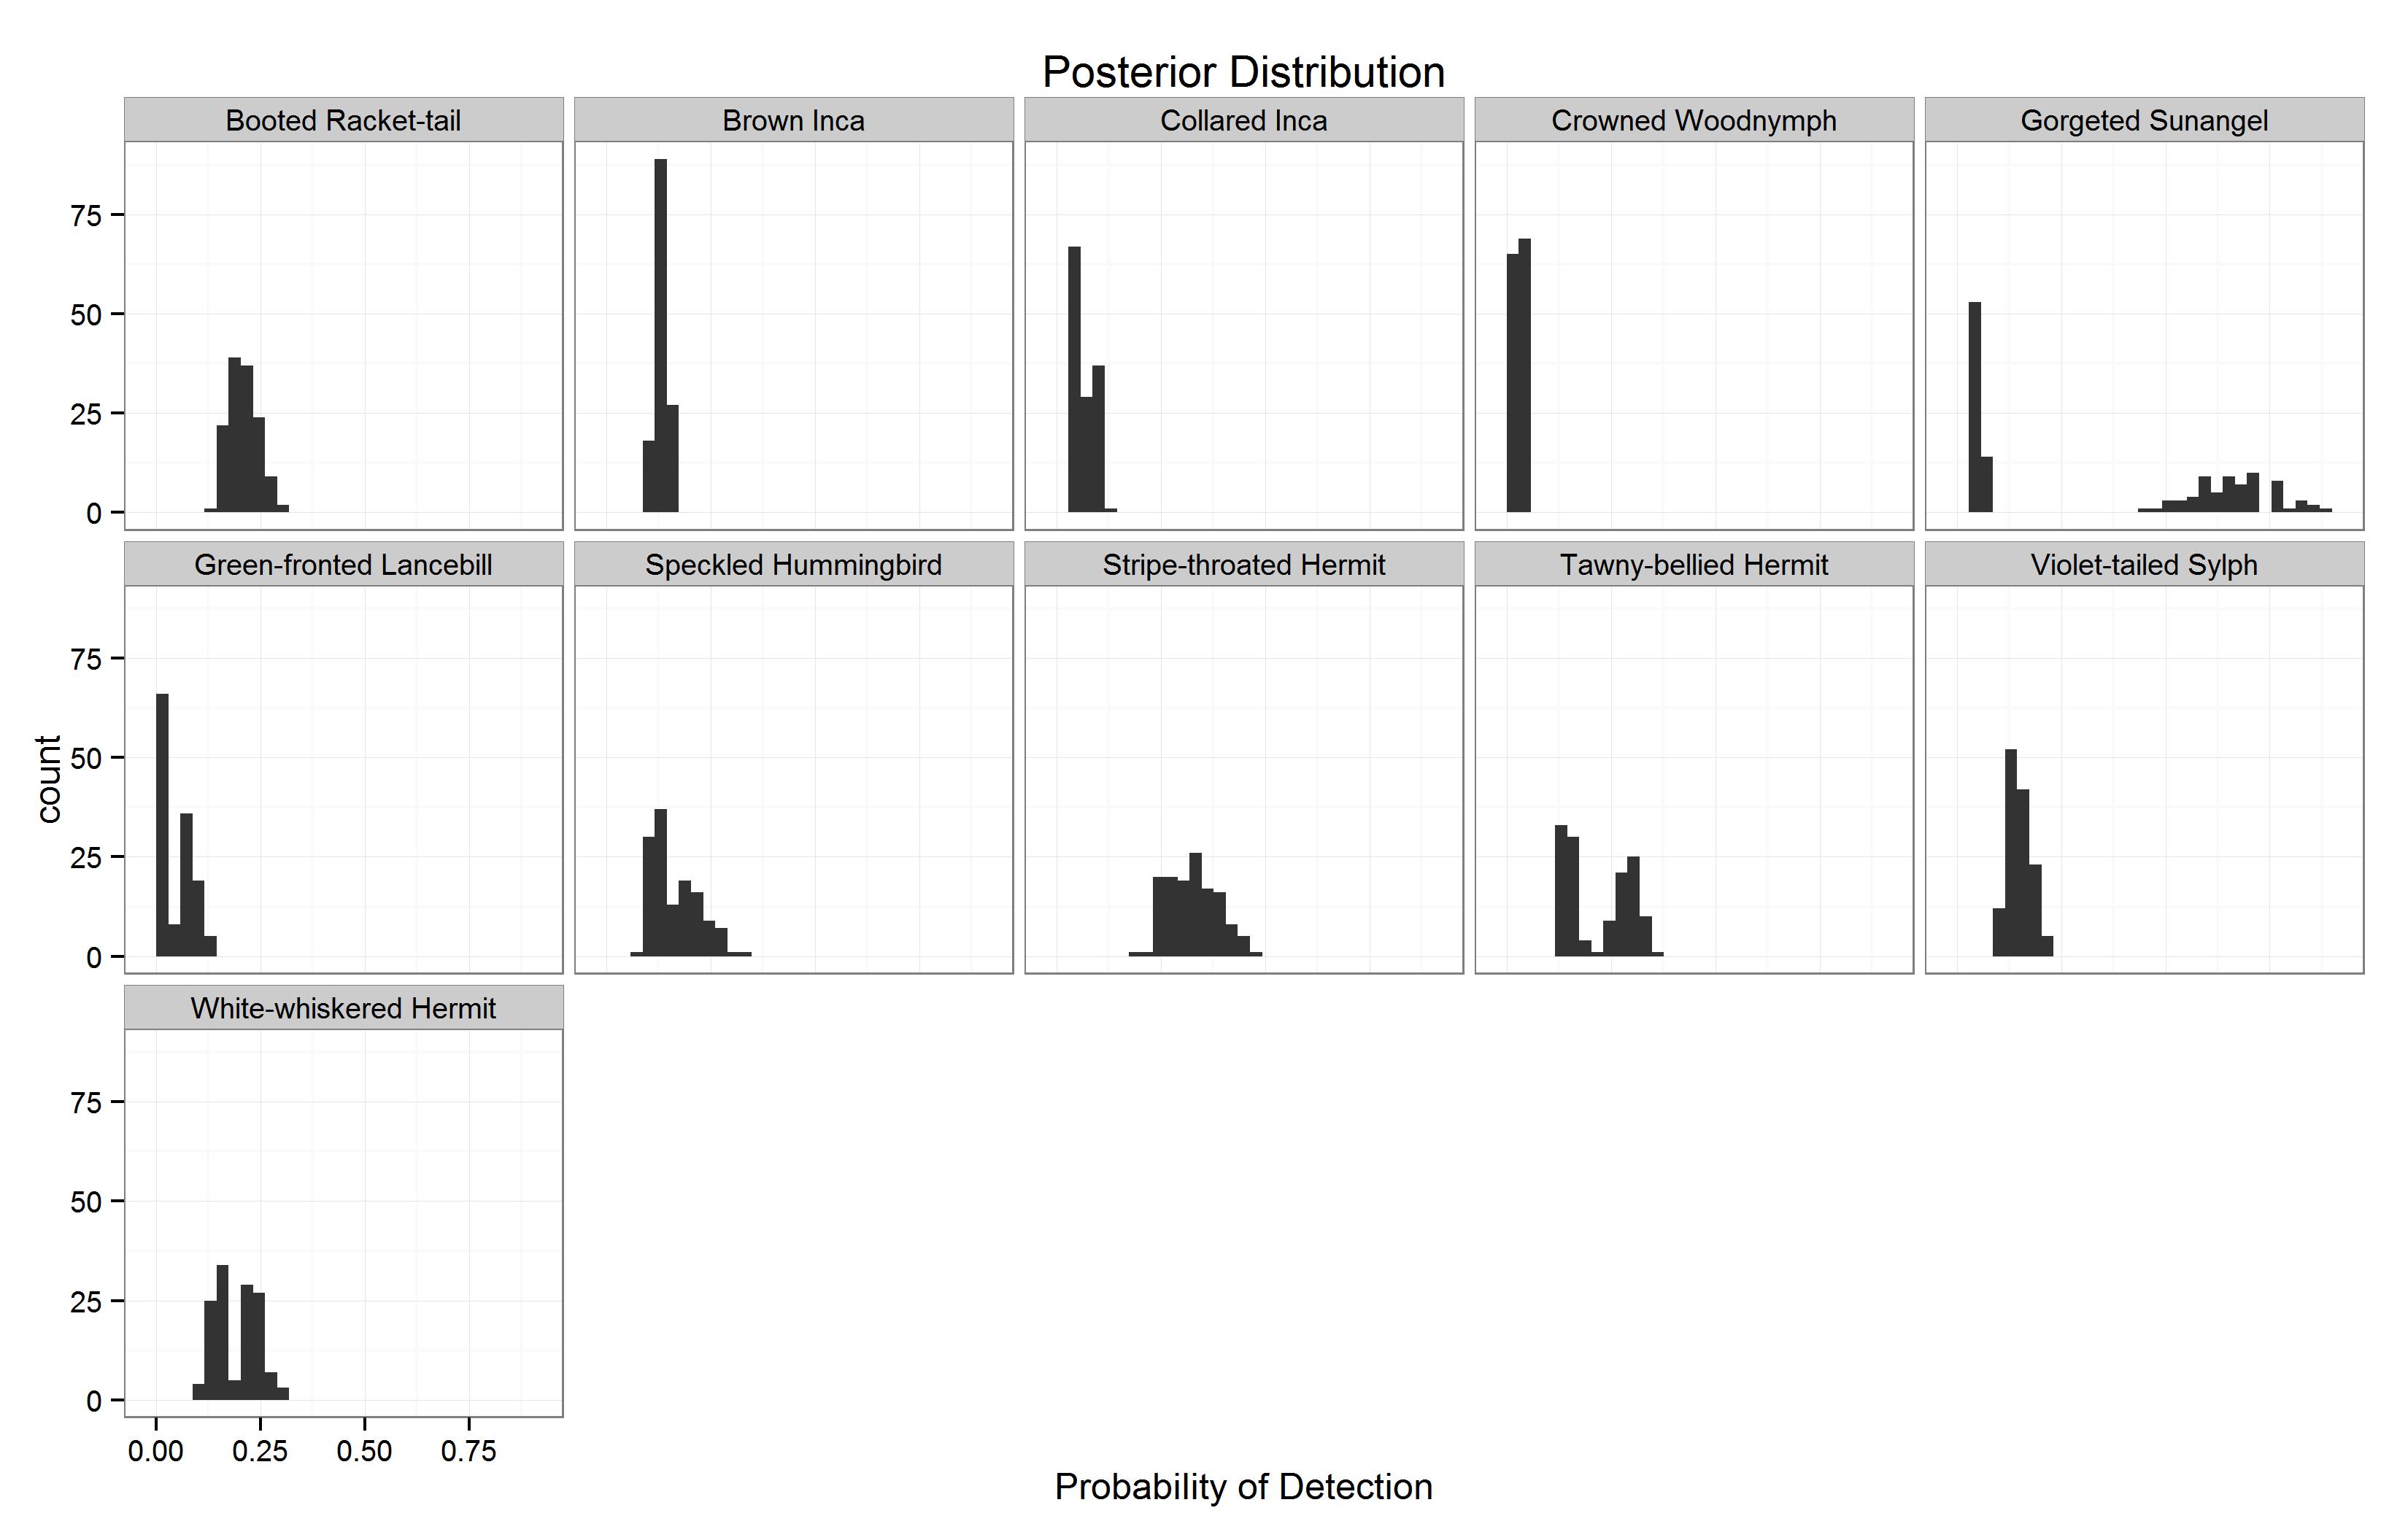 Posterior Distribution
Booted Racket-tail
Brown Inca
Collared Inca
Crowned Woodnymph
Gorgeted Sunangel
75
50
25
0
Green-fronted Lancebill
Speckled Hummingbird
Stripe-throated Hermit
Tawny-bellied Hermit
Violet-tailed Sylph
75
50
25
0
count
White-whiskered Hermit
75
50
25
0
0.00 0.25 0.50 0.75
Probability of Detection